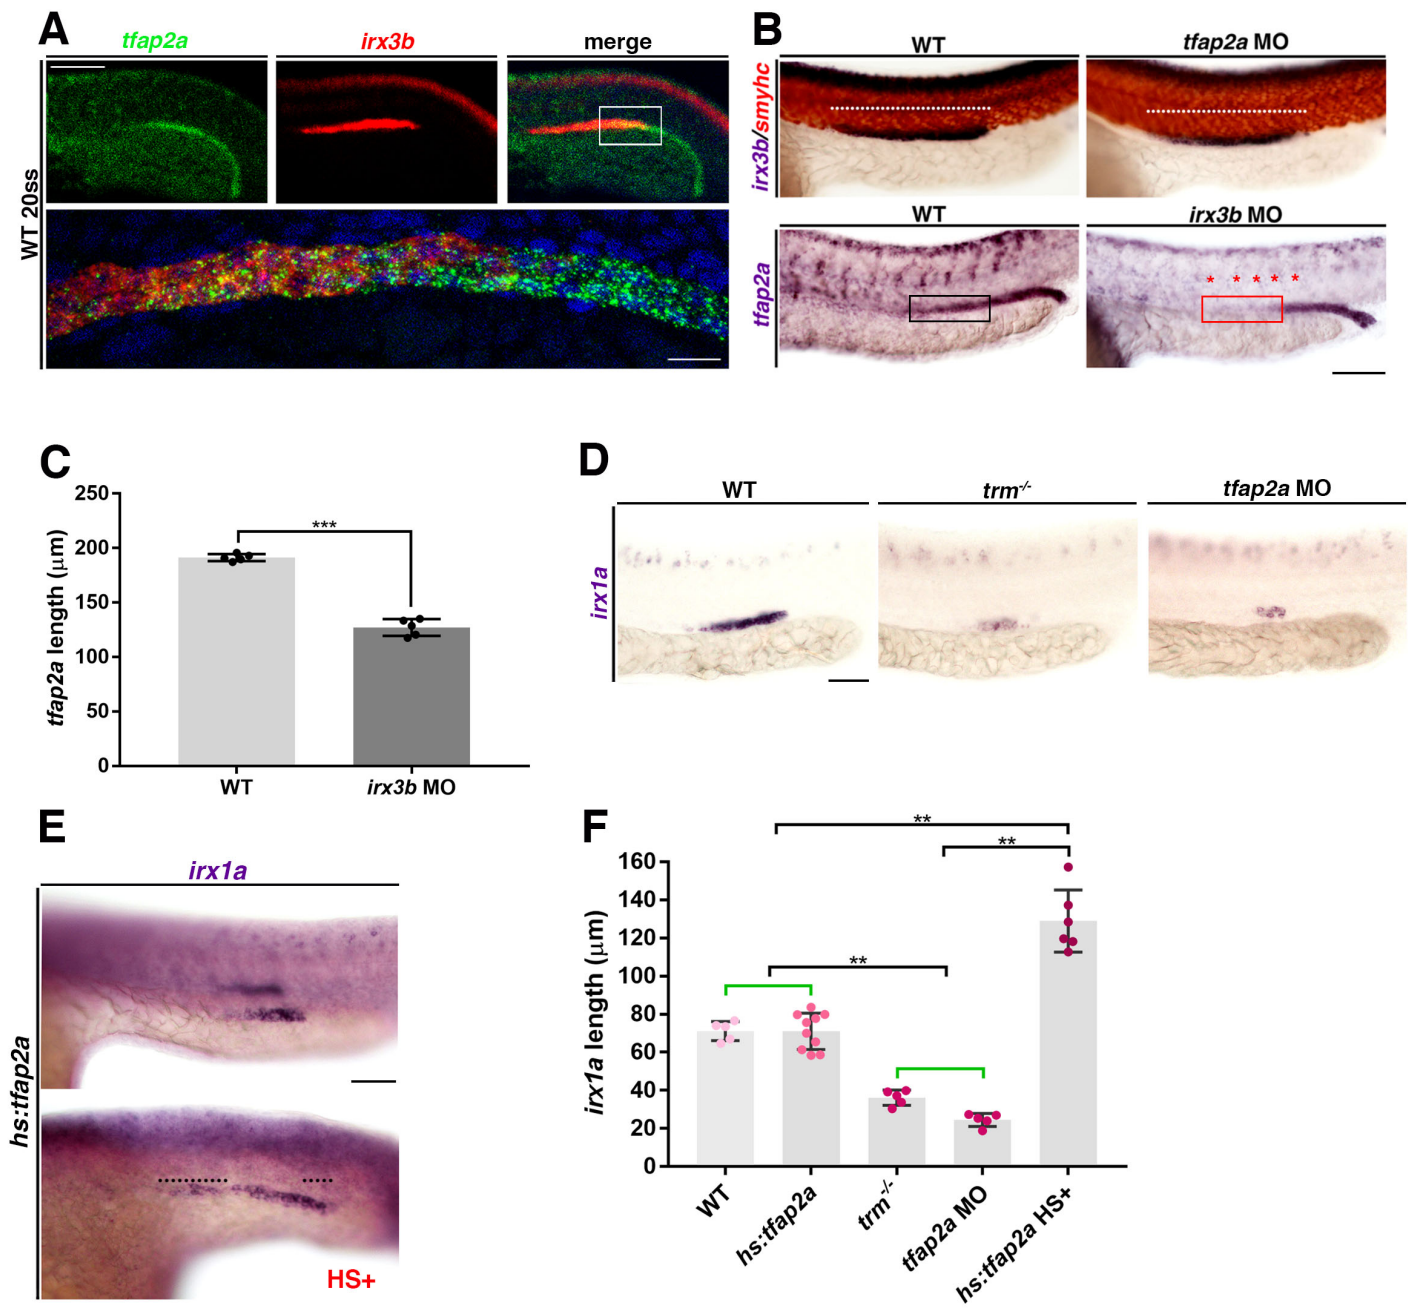 A
tfap2a
irx3b
merge
WT 20ss
B
WT
tfap2a MO
irx3b/smyhc
WT
irx3b MO
tfap2a
* * * * *
C
250
200
150
100
50
0
tfap2a length (μm)
***
WT
irx3b MO
D
WT
trm-/-
tfap2a MO
irx1a
E
irx1a
hs:tfap2a
HS+
F
**
**
**
160
140
120
100
80
60
40
20
0
irx1a length (μm)
WT
hs:tfap2a
trm-/-
tfap2a MO
hs:tfap2a HS+